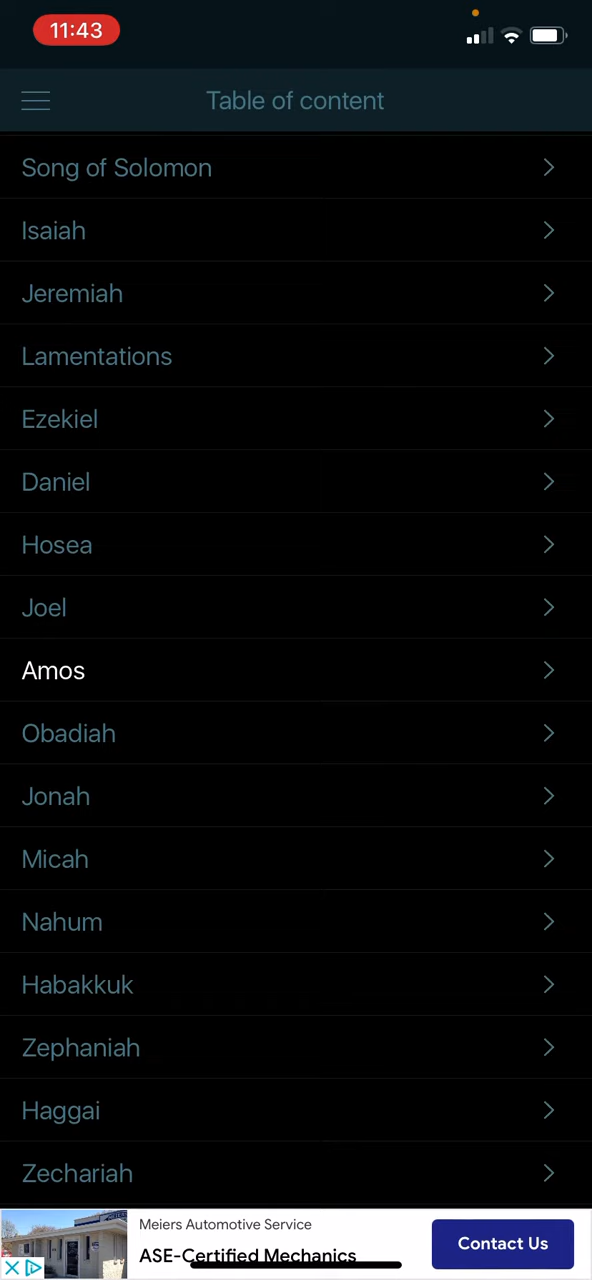 11:43
Table of content
Song of Solomon
Isaiah
Jeremiah
Lamentations
Ezekiel
Daniel
Hosea
Joel
Amos
Obadiah
Jonah
Micah
Nahum
Habakkuk
Zephaniah
Haggai
Zechariah
Meiers Automotive Service
ASE-Certified Mechanics
Contact Us